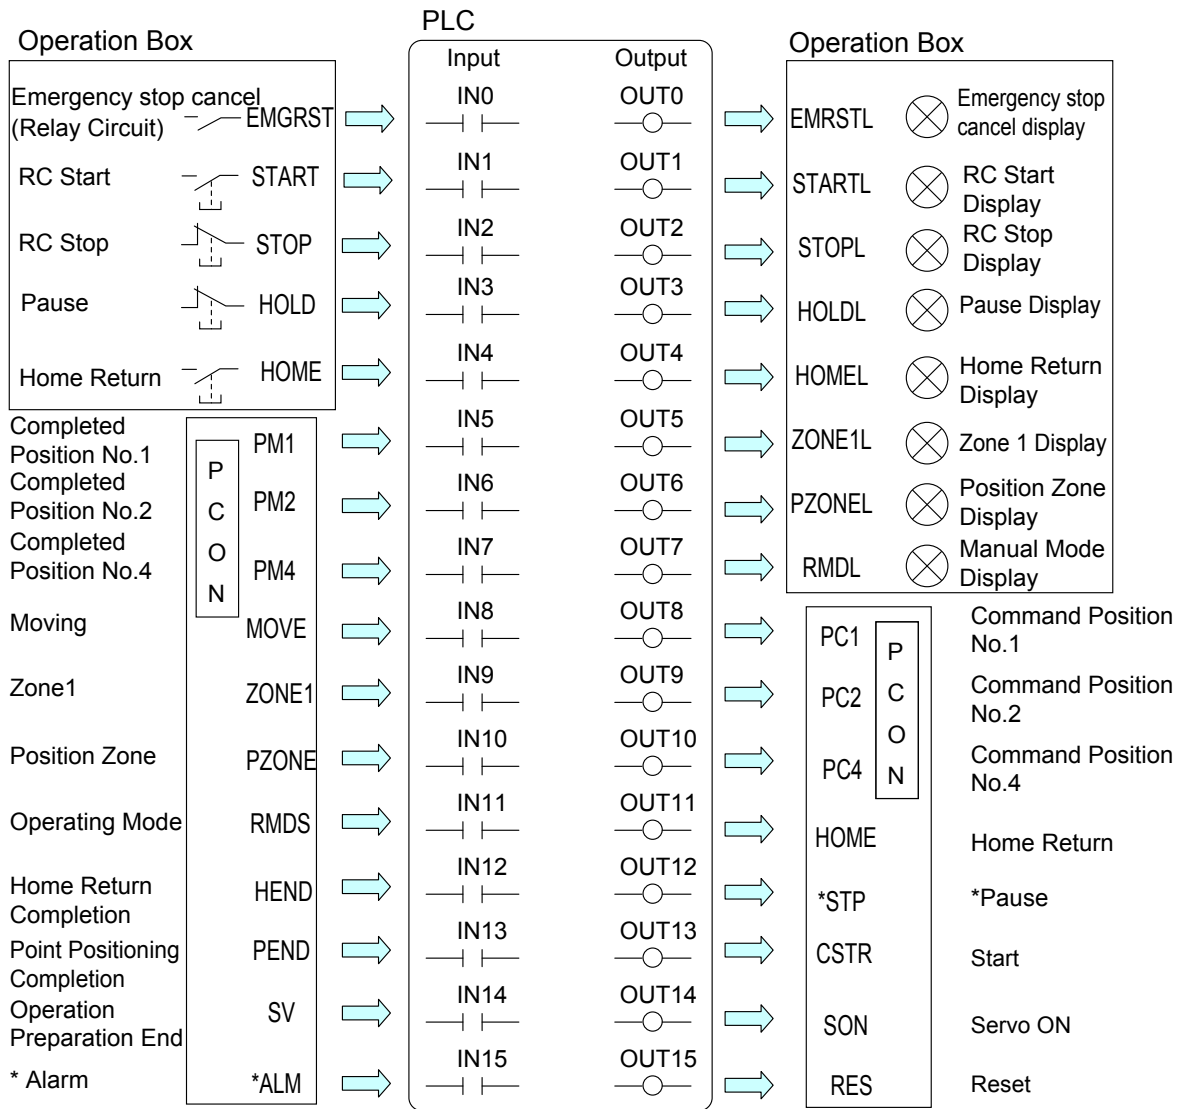 PLC
Operation Box
Input Output
Operation Box
Emergency stop cancel
(Relay Circuit)
EMGRST
IN0
OUT0
EMRSTL
Emergency stop
cancel display
RC Start
START
IN1
OUT1
STARTL
RC Start
Display
RC Stop
STOP
IN2
OUT2
STOPL
RC Stop
Display
Pause
HOLD
IN3
OUT3
HOLDL
Pause Display
Home Return
HOME
IN4
OUT4
HOMEL
Home Return
Display
Completed
Position No.1
PM1
IN5
OUT5
ZONE1L
Zone 1 Display
Completed
Position No.2
PM2
IN6
OUT6
PZONEL
Position Zone
Display
Completed
Position No.4
PM4
IN7
OUT7
RMDL
Manual Mode
Display
P
C
O
N
Moving
MOVE
IN8
OUT8
PC1
Command Position
No.1
Zone1
ZONE1
IN9
OUT9
PC2
Command Position
No.2
Position Zone
PZONE
IN10
OUT10
PC4
Command Position
No.4
P
C
O
N
Operating Mode
RMDS
IN11
OUT11
HOME
Home Return
Home Return
Completion
HEND
IN12
OUT12
*STP
*Pause
Point Positioning
Completion
PEND
IN13
OUT13
CSTR
Start
Operation
Preparation End
SV
IN14
OUT14
SON
Servo ON
* Alarm
*ALM
IN15
OUT15
RES
Reset